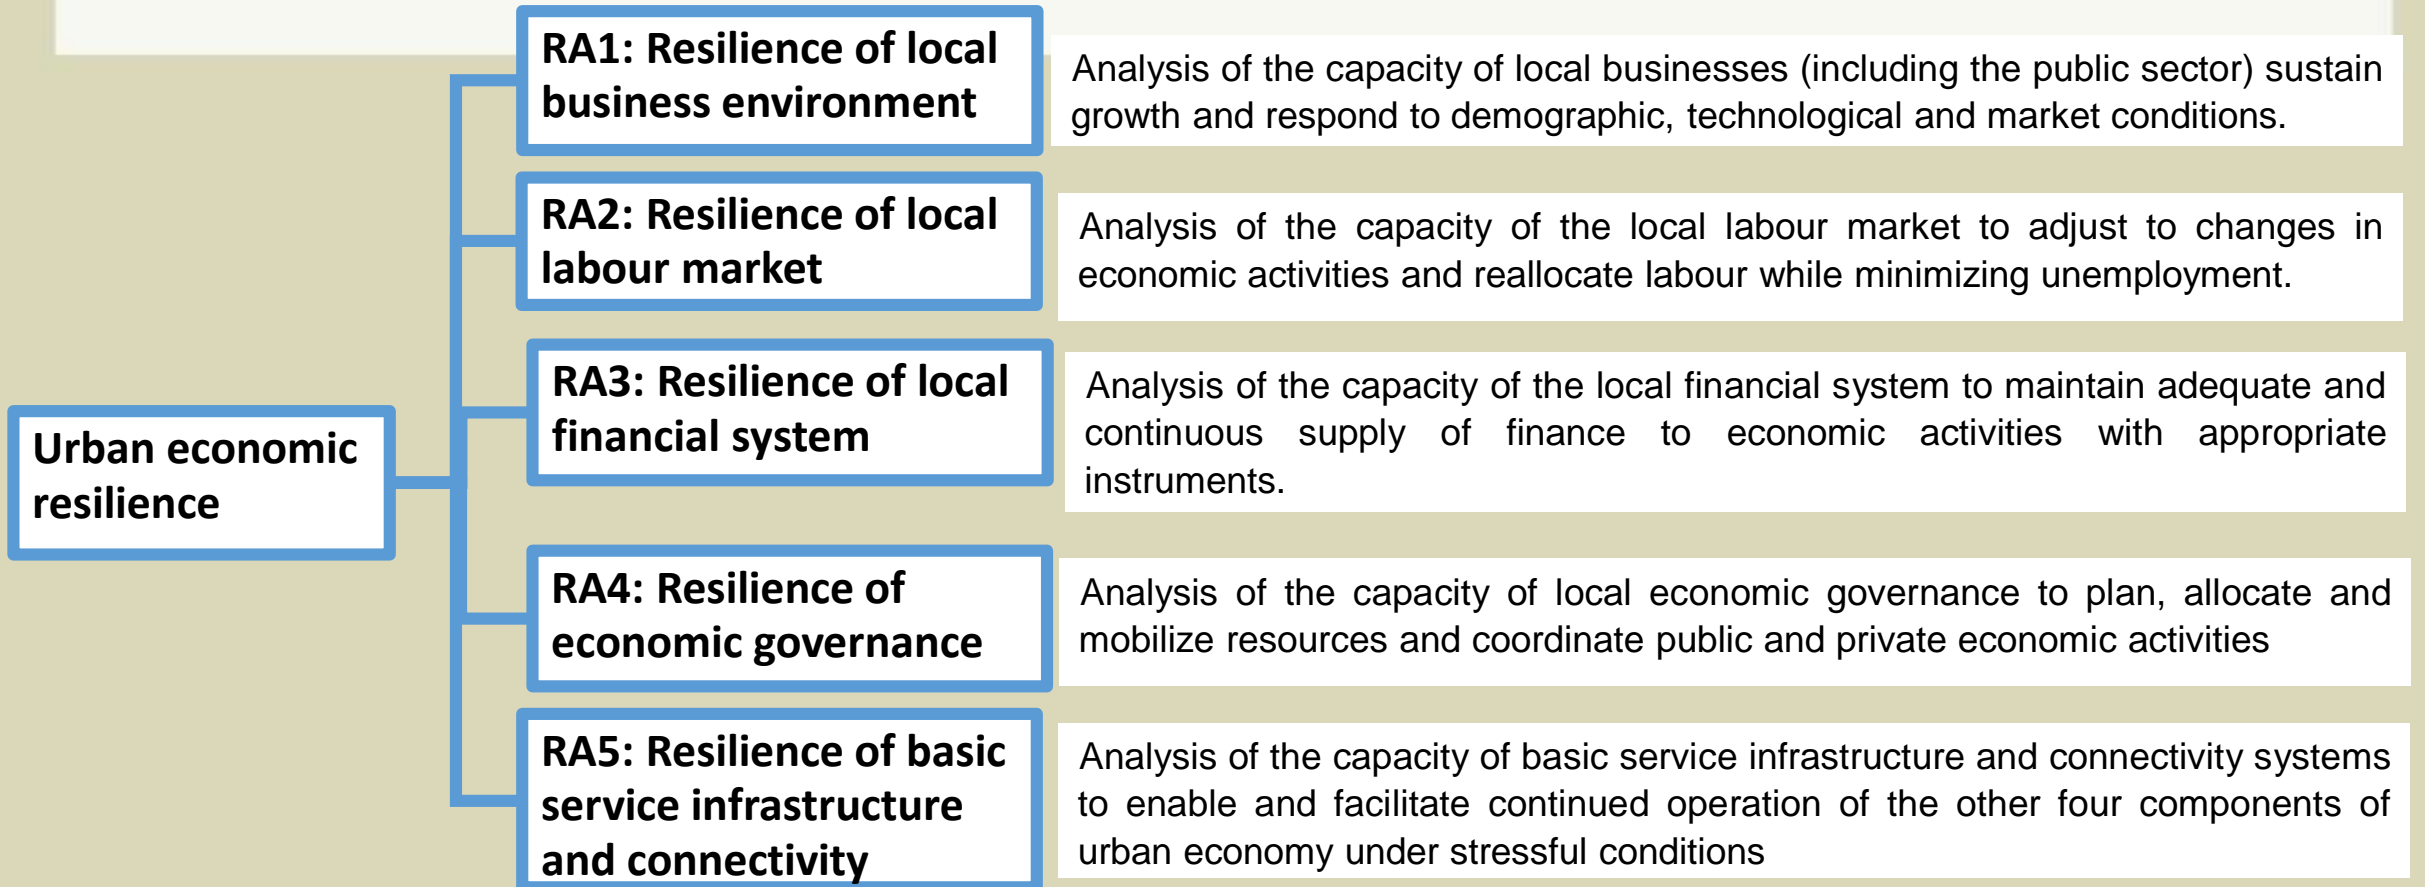 RA1: Resilience of local
business environment
Analysis of the capacity of local businesses (including the public sector) sustain
growth and respond to demographic, technological and market conditions.
RA2: Resilience of local
labour market
Analysis of the capacity of the local labour market to adjust to changes in
economic activities and reallocate labour while minimizing unemployment.
RA3: Resilience of local
financial system
Analysis of the capacity of the local financial system to maintain adequate and
continuous supply of finance to economic activities with appropriate
instruments.
Urban economic
resilience
RA4: Resilience of
economic governance
Analysis of the capacity of local economic governance to plan, allocate and
mobilize resources and coordinate public and private economic activities
RA5: Resilience of basic
service infrastructure
and connectivity
Analysis of the capacity of basic service infrastructure and connectivity systems
to enable and facilitate continued operation of the other four components of
urban economy under stressful conditions